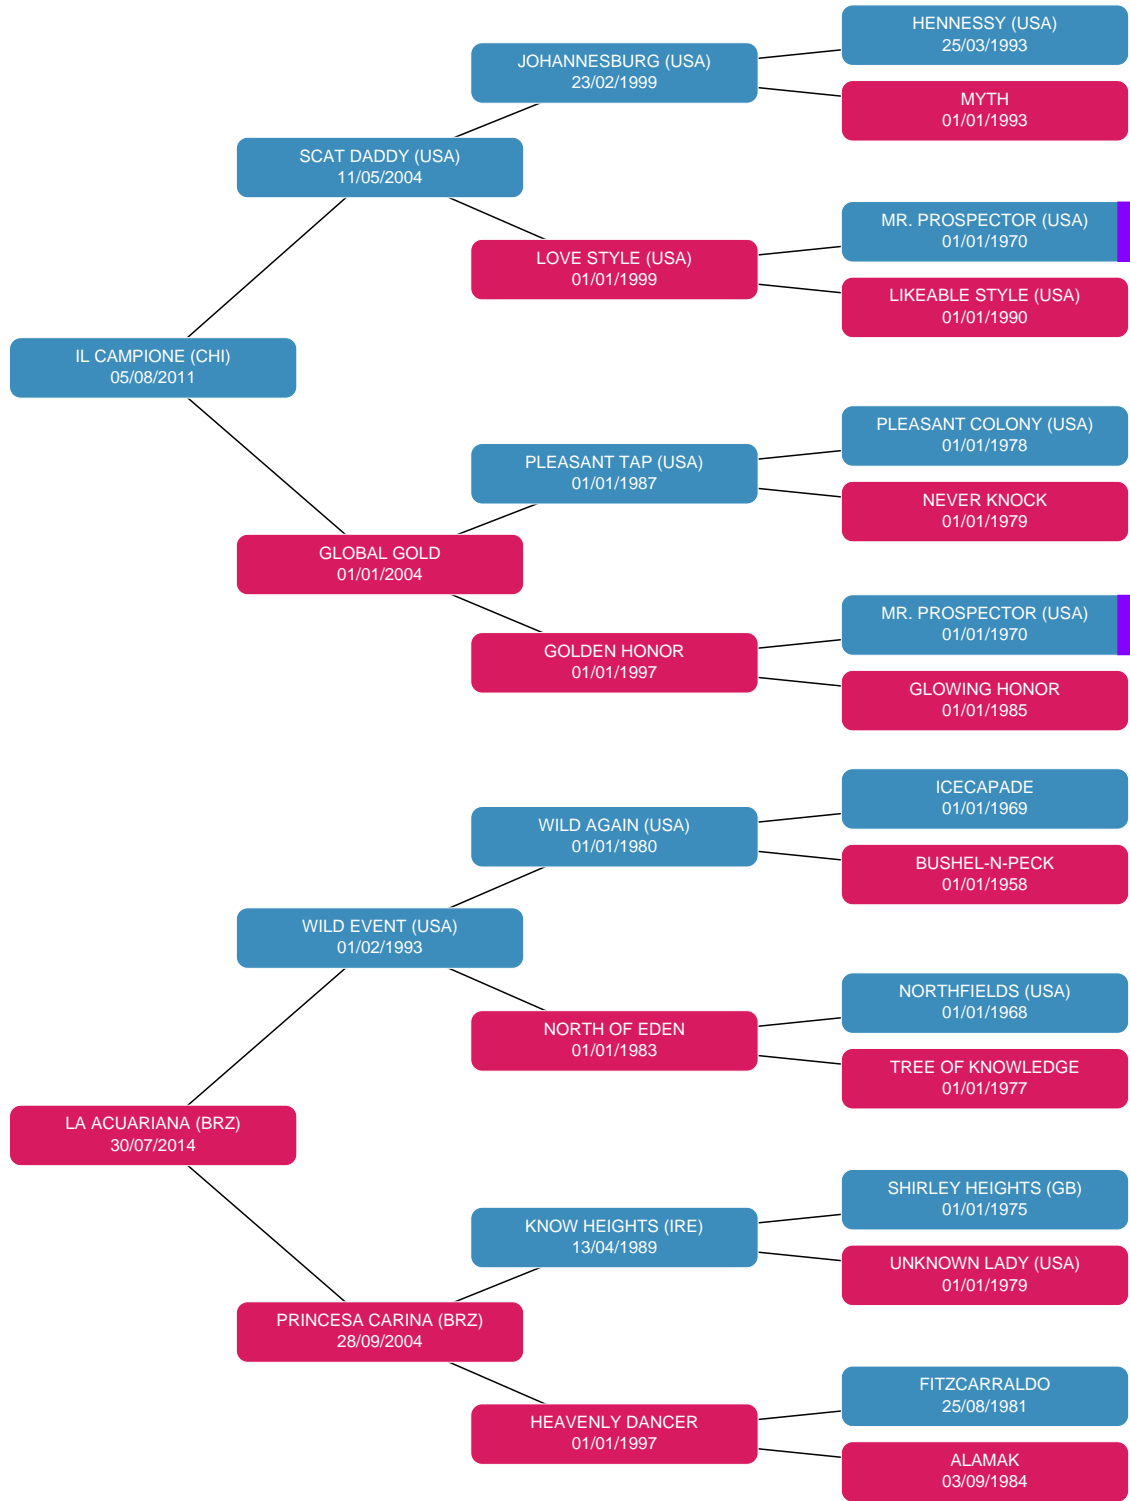 HENNESSY (USA)
25/03/1993
JOHANNESBURG (USA)
23/02/1999
MYTH
01/01/1993
SCAT DADDY (USA)
11/05/2004
MR. PROSPECTOR (USA)
01/01/1970
LOVE STYLE (USA)
01/01/1999
LIKEABLE STYLE (USA)
01/01/1990
IL CAMPIONE (CHI)
05/08/2011
PLEASANT COLONY (USA)
01/01/1978
PLEASANT TAP (USA)
01/01/1987
NEVER KNOCK
01/01/1979
GLOBAL GOLD
01/01/2004
MR. PROSPECTOR (USA)
01/01/1970
GOLDEN HONOR
01/01/1997
GLOWING HONOR
01/01/1985
ICECAPADE
01/01/1969
WILD AGAIN (USA)
01/01/1980
BUSHEL-N-PECK
01/01/1958
WILD EVENT (USA)
01/02/1993
NORTHFIELDS (USA)
01/01/1968
NORTH OF EDEN
01/01/1983
TREE OF KNOWLEDGE
01/01/1977
LA ACUARIANA (BRZ)
30/07/2014
SHIRLEY HEIGHTS (GB)
01/01/1975
KNOW HEIGHTS (IRE)
13/04/1989
UNKNOWN LADY (USA)
01/01/1979
PRINCESA CARINA (BRZ)
28/09/2004
FITZCARRALDO
25/08/1981
HEAVENLY DANCER
01/01/1997
ALAMAK
03/09/1984